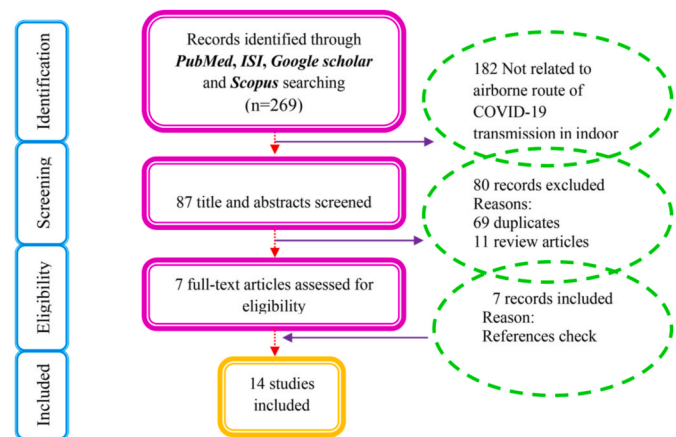 Identification
Records identified through
PubMed, ISI, Google scholar
and Scopus searching
(n=269)
182 Not related to
airborne route of
COVID-19
transmission in indoor
Screening
87 title and abstracts screened
80 records excluded
Reasons:
69 duplicates
11 review articles
Eligibility
7 full-text articles assessed for
eligibility
7 records included
Reason:
References check
Included
14 studies
included